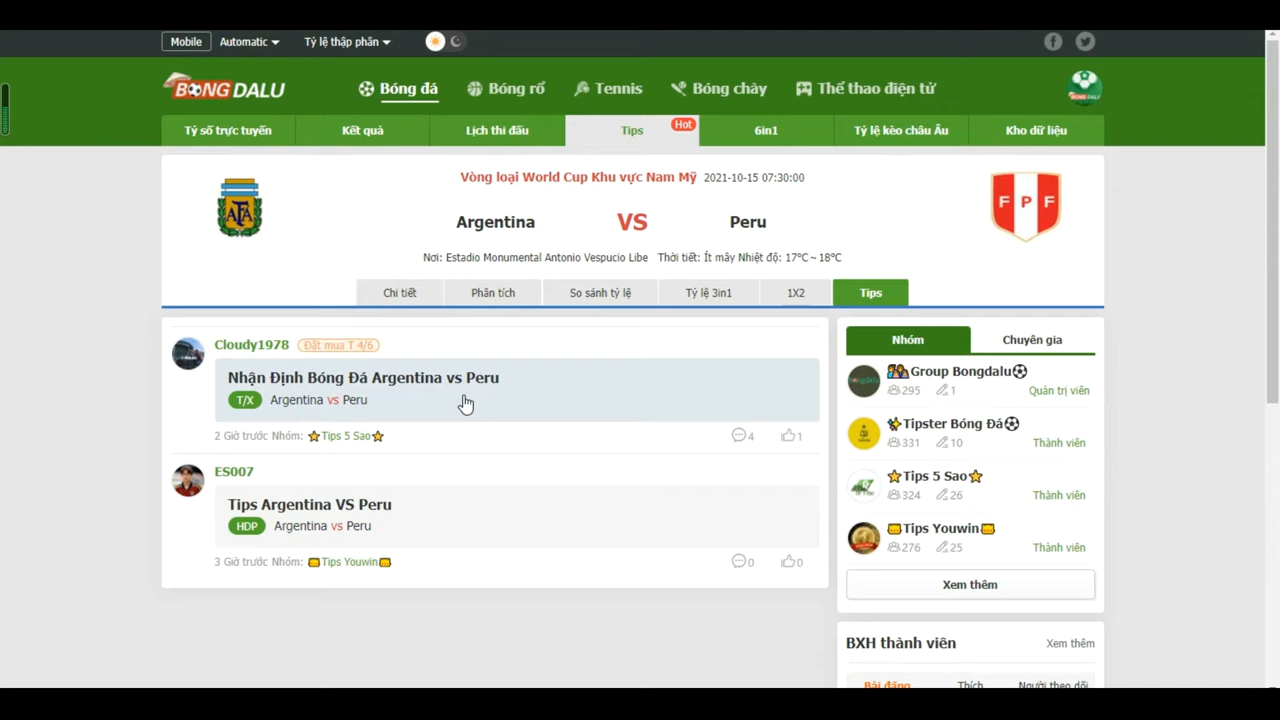 Mobile Automatic Tỷ lệ thập phân
BONGDALU Bóng đá Bóng rổ Tennis Bóng chày Thể thao điện tử
Tỷ số trực tuyến Kết quả Lịch thi đấu Tips Hot 6in1 Tỷ lệ kèo châu Âu Kho dữ liệu
Vòng loại World Cup Khu vực Nam Mỹ 2021-10-15 07:30:00
AFA Argentina VS Peru FPF
Nơi: Estadio Monumental Antonio Vespucio Libe Thời tiết: Ít mây Nhiệt độ: 17°C ~ 18°C
Chi tiết Phân tích So sánh tỷ lệ Tỷ lệ 3in1 1X2 Tips
Cloudy1978 Đặt mua T 4/6
Nhận Định Bóng Đá Argentina vs Peru
T/X Argentina vs Peru
2 Giờ trước Nhóm: ⭐Tips 5 Sao⭐ 4 1
ES007
Tips Argentina VS Peru
HDP Argentina vs Peru
3 Giờ trước Nhóm: Tips Youwin 0 0
Nhóm Chuyên gia
Group Bongdalu⚽
295 1 Quản trị viên
Tipster Bóng Đá⚽
331 10 Thành viên
⭐Tips 5 Sao⭐
324 26 Thành viên
Tips Youwin
276 25 Thành viên
Xem thêm
BXH thành viên Xem thêm
Bài đăng Thích Người theo dõi